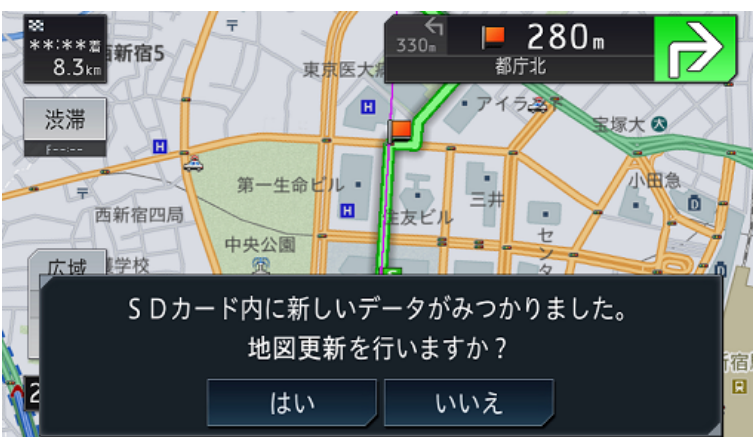 **:**着
8.3km
新宿5
〒
東京医大病
330m
280m
都庁北
渋滞
F--:--
H
アイラ
宝塚大
大
H
〒
第一生命ビル
小田急
三井
西新宿四局
H
住友ビル
D
セ
ン
タ
中央公園
広域
学校
D
SDカード内に新しいデータがみつかりました。
地図更新を行いますか？
宿
2
はい
いいえ